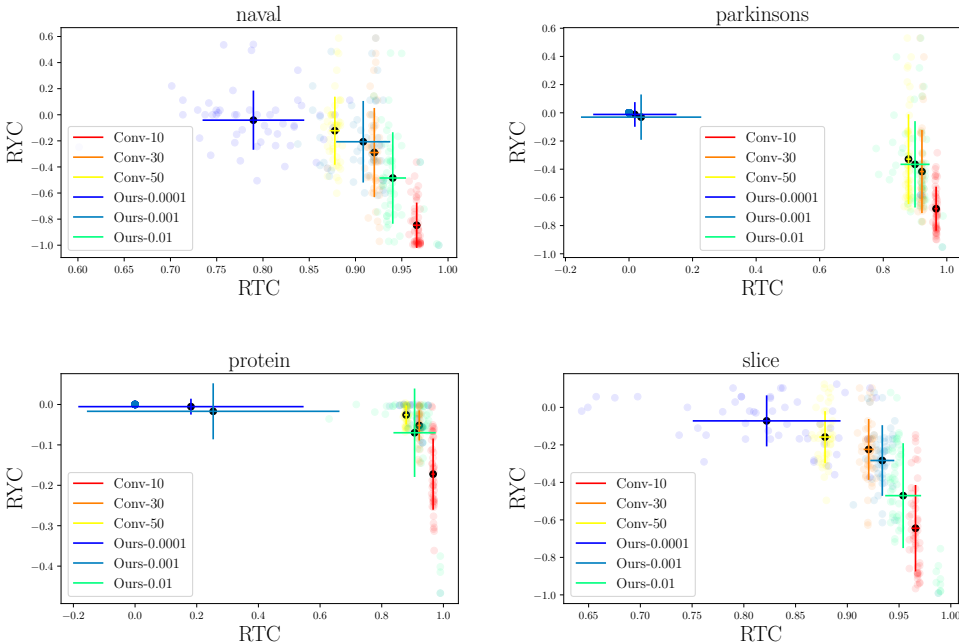 naval
RYC
0.6
0.4
0.2
0.0
−0.2
−0.4
−0.6
−0.8
−1.0
Conv-10
Conv-30
Conv-50
Ours-0.0001
Ours-0.001
Ours-0.01
0.60 0.65 0.70 0.75 0.80 0.85 0.90 0.95 1.00
RTC
parkinsons
RYC
0.6
0.4
0.2
0.0
−0.2
−0.4
−0.6
−0.8
−1.0
Conv-10
Conv-30
Conv-50
Ours-0.0001
Ours-0.001
Ours-0.01
−0.2 0.0 0.2 0.4 0.6 0.8 1.0
RTC
protein
RYC
0.0
−0.1
−0.2
−0.3
−0.4
Conv-10
Conv-30
Conv-50
Ours-0.0001
Ours-0.001
Ours-0.01
−0.2 0.0 0.2 0.4 0.6 0.8 1.0
RTC
slice
RYC
0.0
−0.2
−0.4
−0.6
−0.8
−1.0
Conv-10
Conv-30
Conv-50
Ours-0.0001
Ours-0.001
Ours-0.01
0.65 0.70 0.75 0.80 0.85 0.90 0.95 1.00
RTC